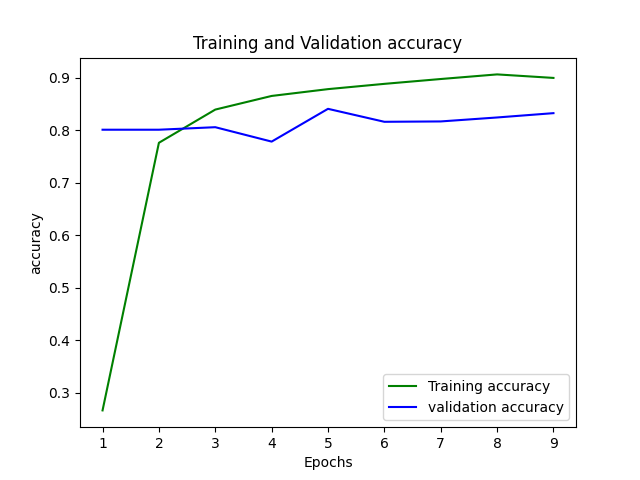 Training and Validation accuracy
accuracy
0.9
0.8
0.7
0.6
0.5
0.4
0.3
Training accuracy
validation accuracy
1 2 3 4 5 6 7 8 9
Epochs